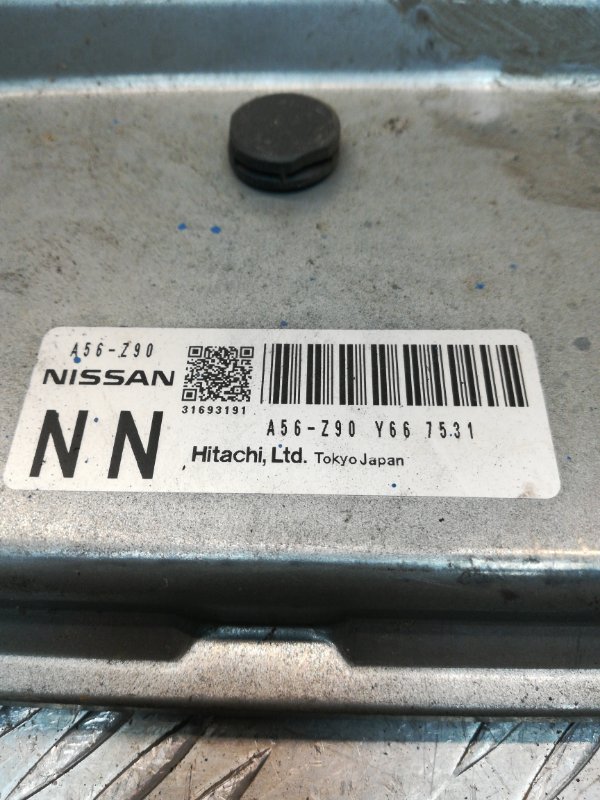 A56-Z90
NISSAN
31693191
NN
A56-Z90 Y66 7531
Hitachi, Ltd. Tokyo Japan